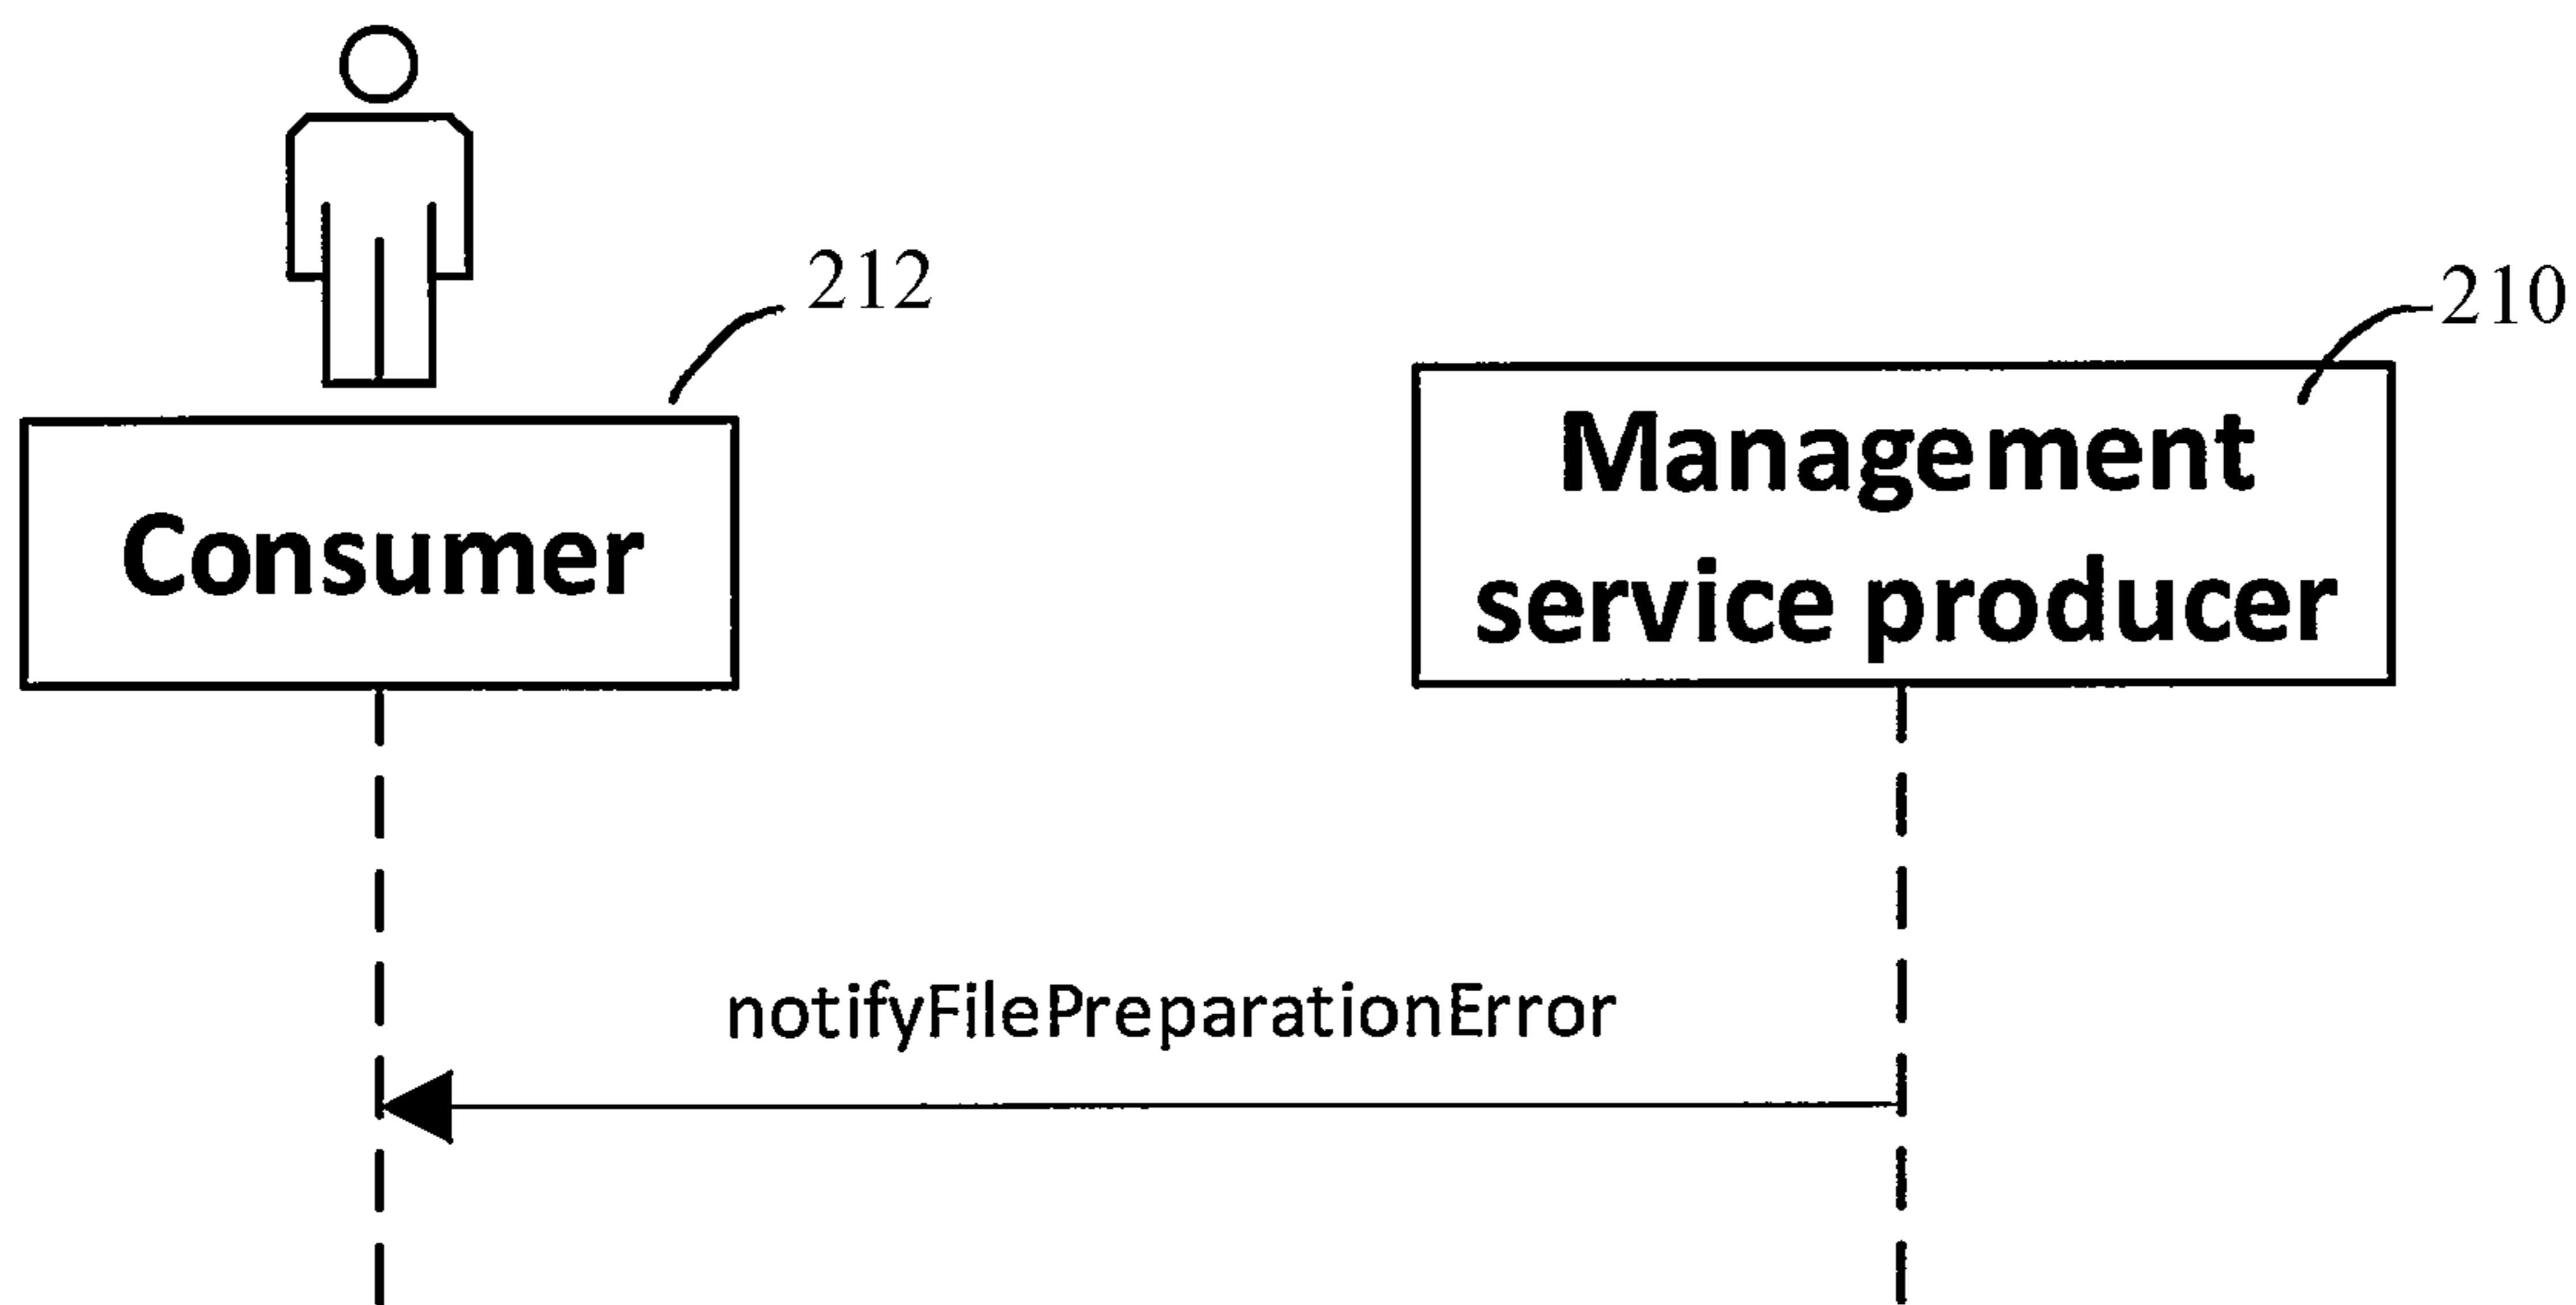 212
210
Consumer
Management
service producer
notifyFilePreparationError